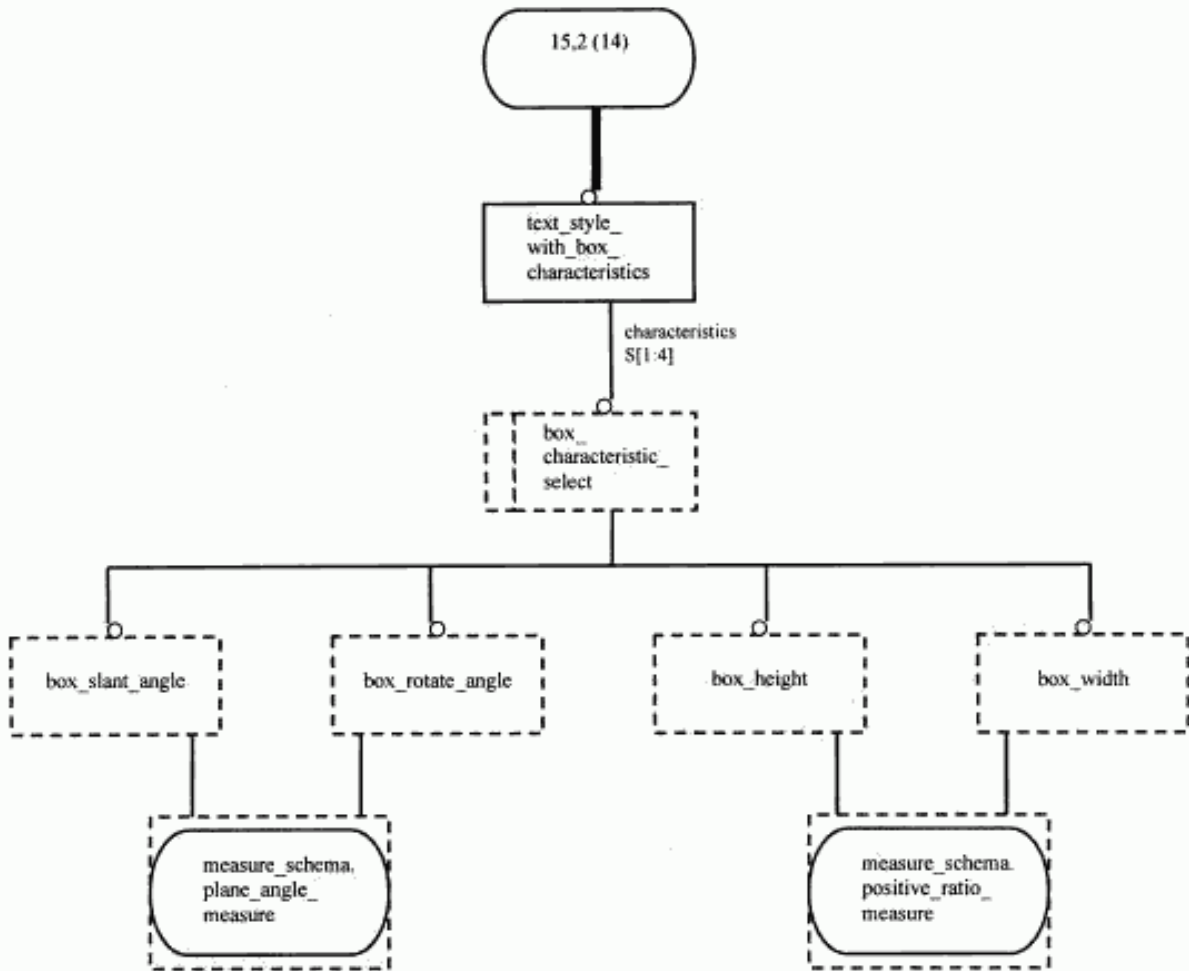 15,2 (14)
text_style_
with_box_
characteristics
characteristics
S[1:4]
box_
characteristic_
select
box_slant_angle
box_rotate_angle
box_height
box_width
measure_schema.
plane_angle_
measure
measure_schema.
positive_ratio_
measure